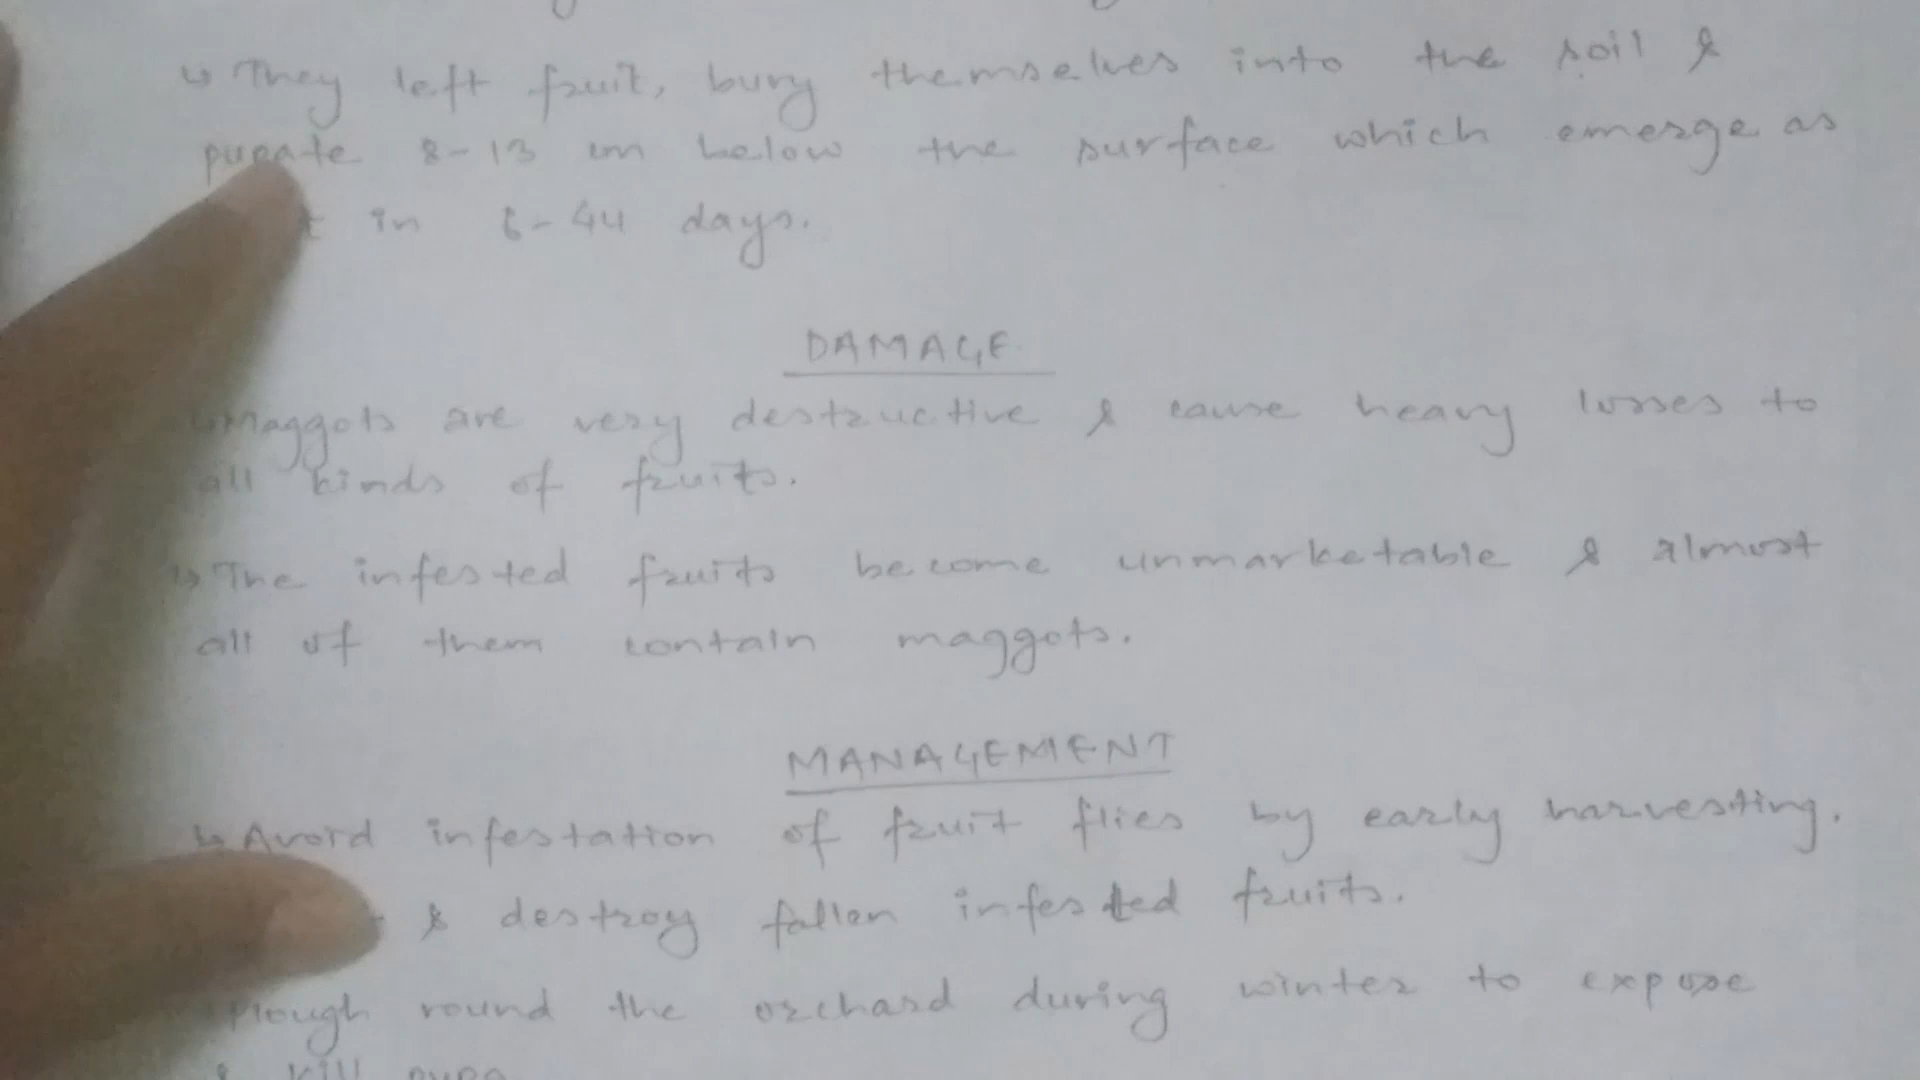 ↳ They left fruit, bury themselves into the soil &
pupate 8-13 cm below the surface which emerge as
in 6-44 days.
DAMAGE
↳ Maggots are very destructive & cause heavy losses to
all kinds of fruits.
↳ The infested fruits become unmarketable & almost
all of them contain maggots.
MANAGEMENT
↳ Avoid infestation of fruit flies by early harvesting.
& destroy fallen infested fruits.
plough round the orchard during winter to expose
& kill pupa